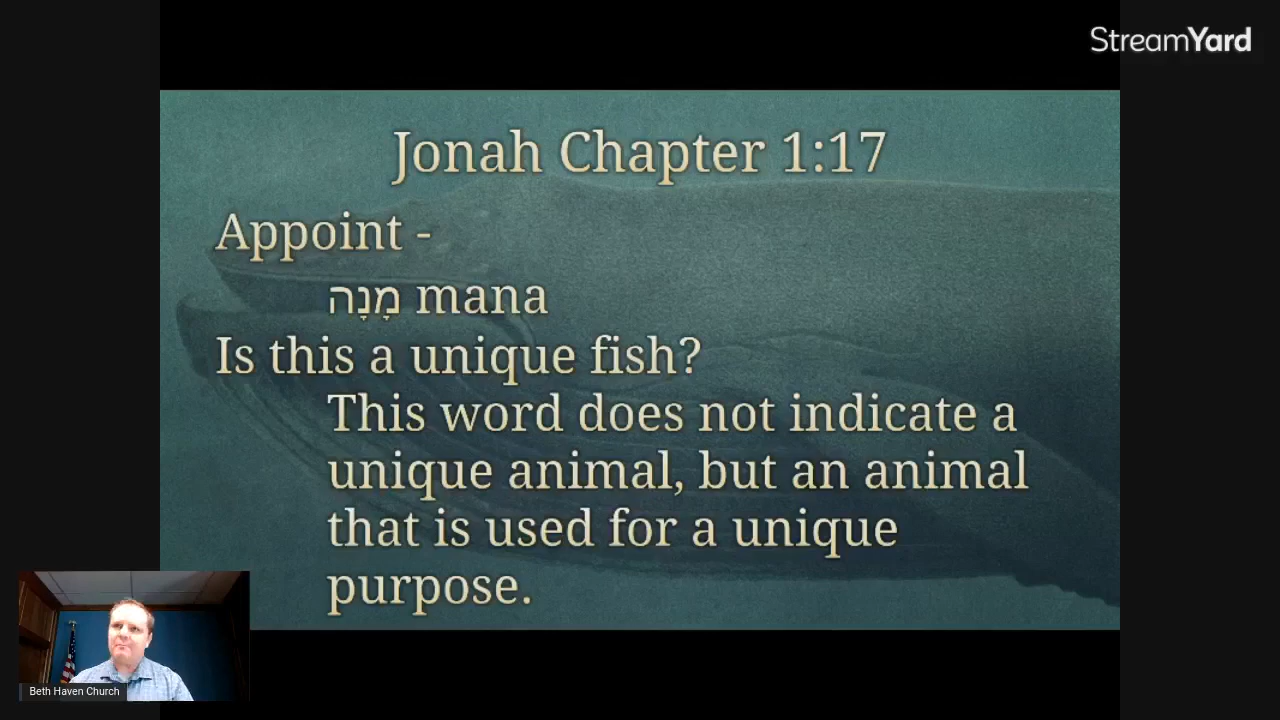 StreamYard
Jonah Chapter 1:17
Appoint -
מָנָה mana
Is this a unique fish?
This word does not indicate a
unique animal, but an animal
that is used for a unique
purpose.
Beth Haven Church